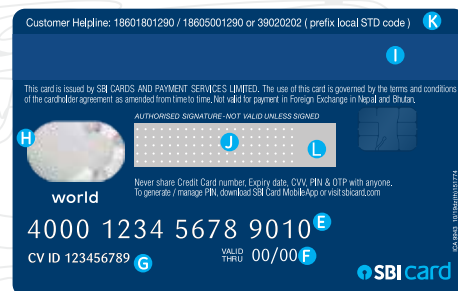 Customer Helpline: 18601801290 / 18605001290 or 39020202 ( prefix local STD code ) K
I
This card is issued by SBI CARDS AND PAYMENT SERVICES LIMITED. The use of this card is governed by the terms and conditions
of the cardholder agreement as amended from time to time. Not valid for payment in Foreign Exchange in Nepal and Bhutan.
AUTHORISED SIGNATURE-NOT VALID UNLESS SIGNED
H
J
L
world
Never share Credit Card number, Expiry date, CVV, PIN & OTP with anyone.
To generate / manage PIN, download SBI Card MobileApp or visit sbicard.com
4000 1234 5678 9010 E
CV ID 123456789 G
VALID
THRU 00/00 F
SBI card